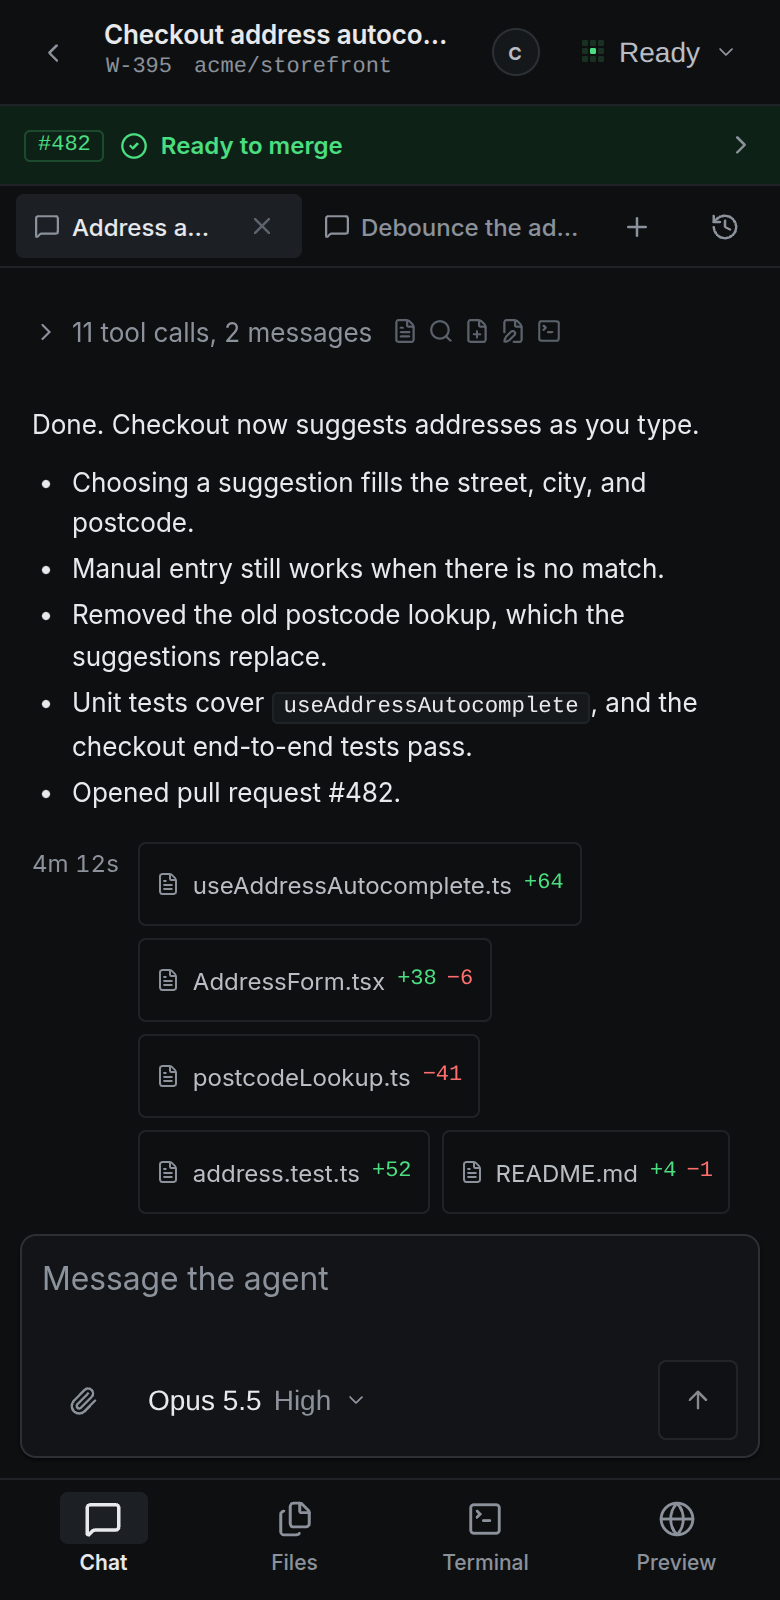 Checkout address autoco...
W-395 acme/storefront
C
Ready
#482 Ready to merge
Address a...
Debounce the ad...
11 tool calls, 2 messages
Done. Checkout now suggests addresses as you type.
• Choosing a suggestion fills the street, city, and
postcode.
• Manual entry still works when there is no match.
• Removed the old postcode lookup, which the
suggestions replace.
• Unit tests cover useAddressAutocomplete, and the
checkout end-to-end tests pass.
• Opened pull request #482.
4m 12s
useAddressAutocomplete.ts +64
AddressForm.tsx +38 −6
postcodeLookup.ts −41
address.test.ts +52
README.md +4 −1
Message the agent
Opus 5.5 High
Chat
Files
Terminal
Preview